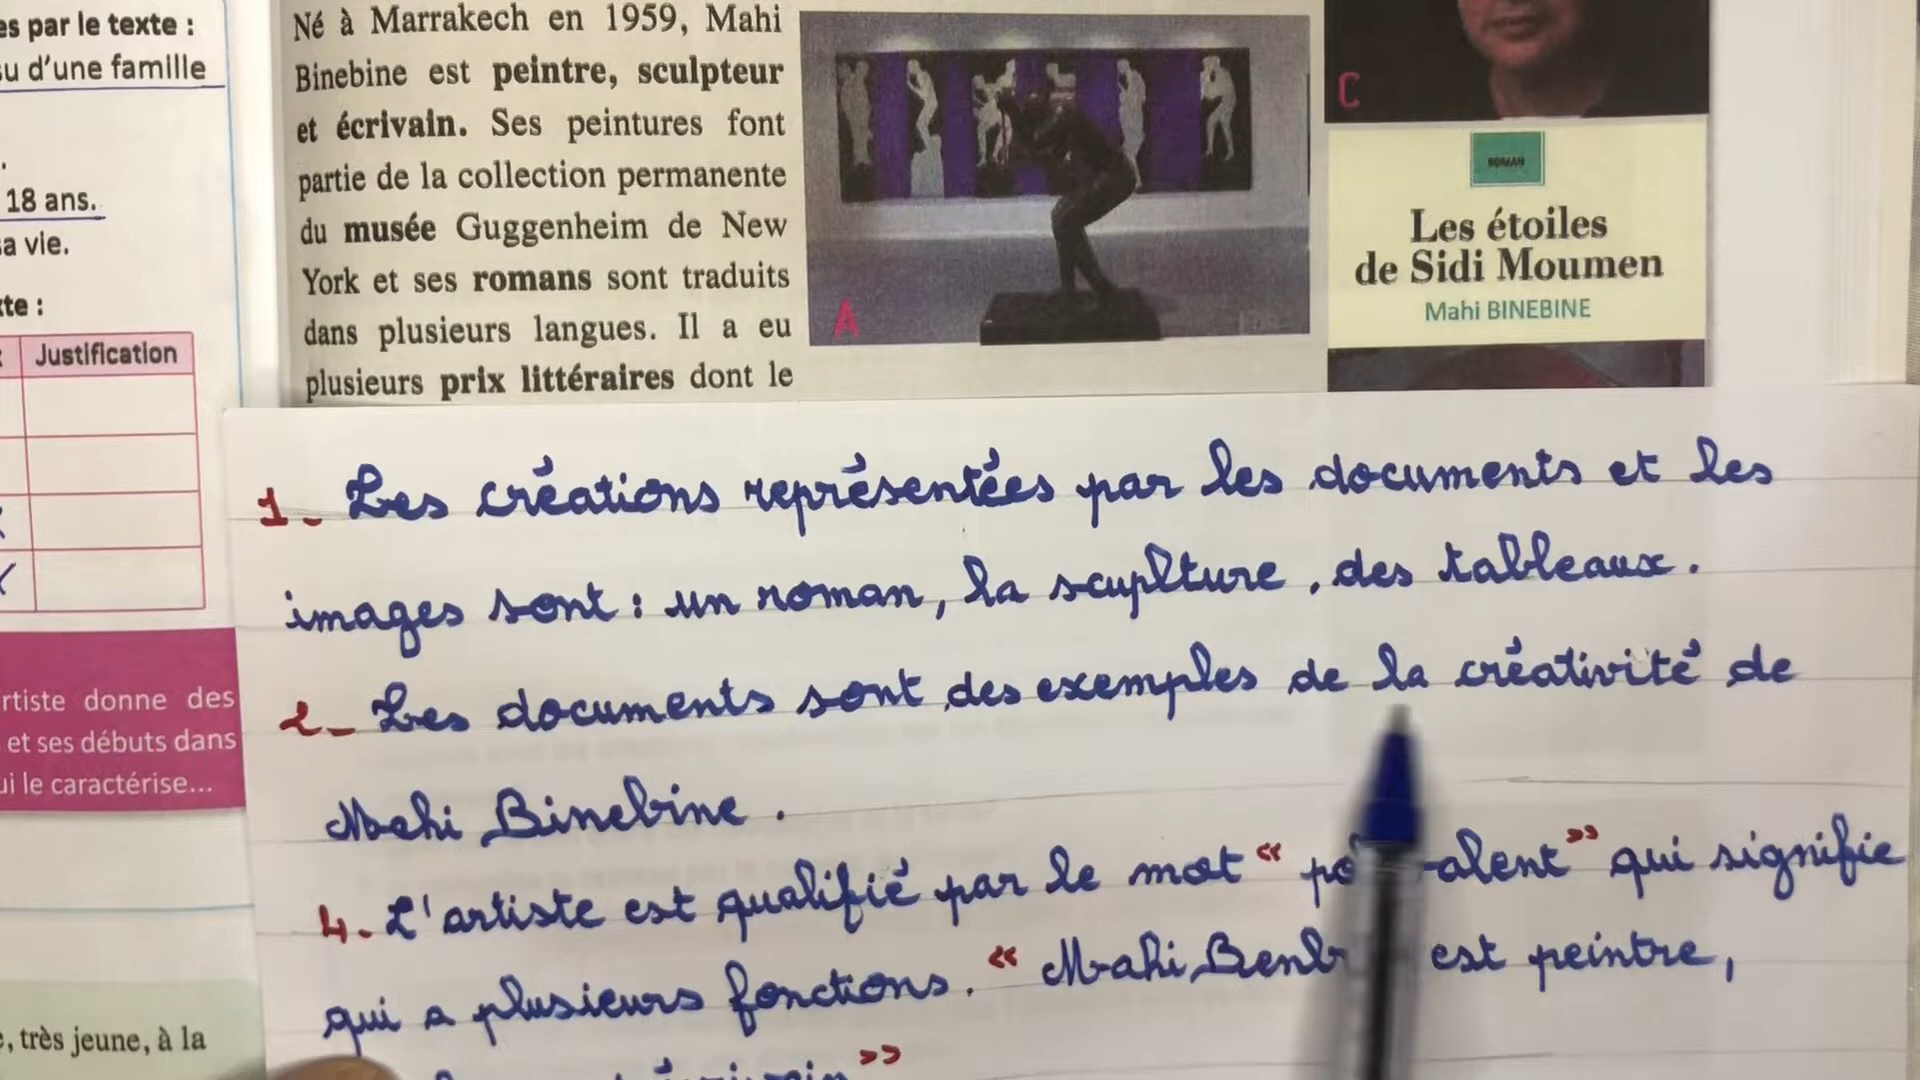 es par le texte :
su d'une famille
18 ans.
sa vie.
te :
Justification
rtiste donne des
et ses débuts dans
ui le caractérise...
, très jeune, à la
Né à Marrakech en 1959, Mahi
Binebine est peintre, sculpteur
et écrivain. Ses peintures font
partie de la collection permanente
du musée Guggenheim de New
York et ses romans sont traduits
dans plusieurs langues. Il a eu
plusieurs prix littéraires dont le
A
C
ROMAN
Les étoiles
de Sidi Moumen
Mahi BINEBINE
1. Les créations représentées par les documents et les
images sont : un roman, la scuplture, des tableaux.
2- Les documents sont des exemples de la créativité de
Mahi Binebine.
4. L'artiste est qualifié par le mot « po alent » qui signifie
qui a plusieurs fonctions. « Mahi Benb est peintre,
»